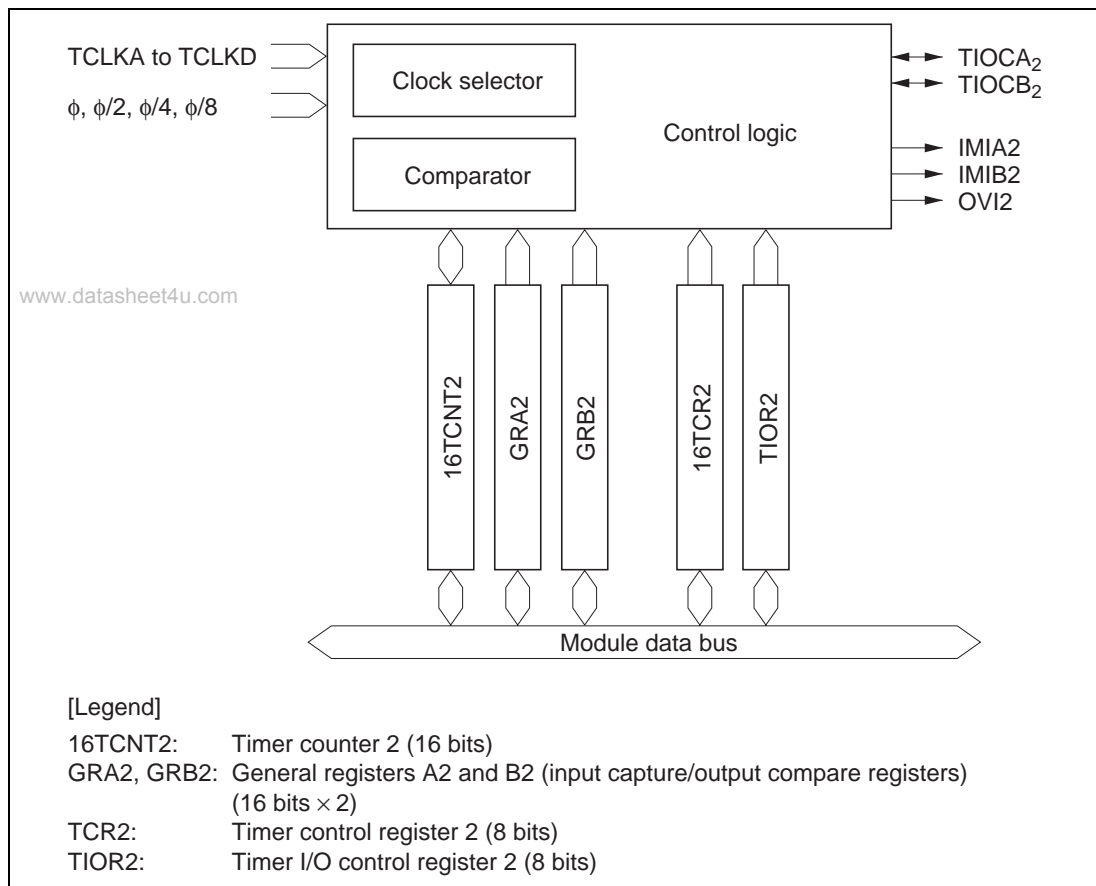 TCLKA to TCLKD
ϕ, ϕ/2, ϕ/4, ϕ/8
Clock selector
Comparator
Control logic
TIOCA₂
TIOCB₂
IMIA2
IMIB2
OVI2
www.datasheet4u.com
16TCNT2
GRA2
GRB2
16TCR2
TIOR2
Module data bus
[Legend]
16TCNT2: Timer counter 2 (16 bits)
GRA2, GRB2: General registers A2 and B2 (input capture/output compare registers)
(16 bits × 2)
TCR2: Timer control register 2 (8 bits)
TIOR2: Timer I/O control register 2 (8 bits)